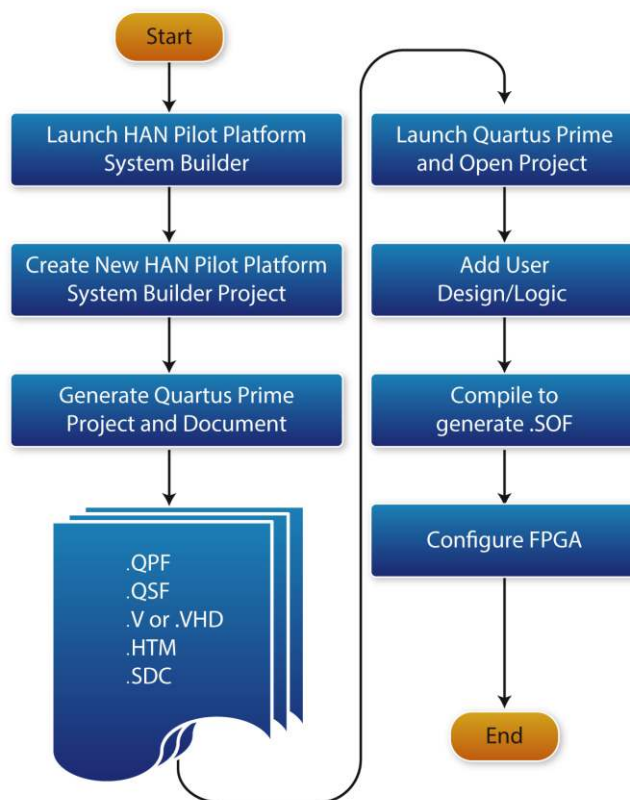 Start
Launch HAN Pilot Platform
System Builder
Create New HAN Pilot Platform
System Builder Project
Generate Quartus Prime
Project and Document
.QPF
.QSF
.V or .VHD
.HTM
.SDC
Launch Quartus Prime
and Open Project
Add User
Design/Logic
Compile to
generate .SOF
Configure FPGA
End